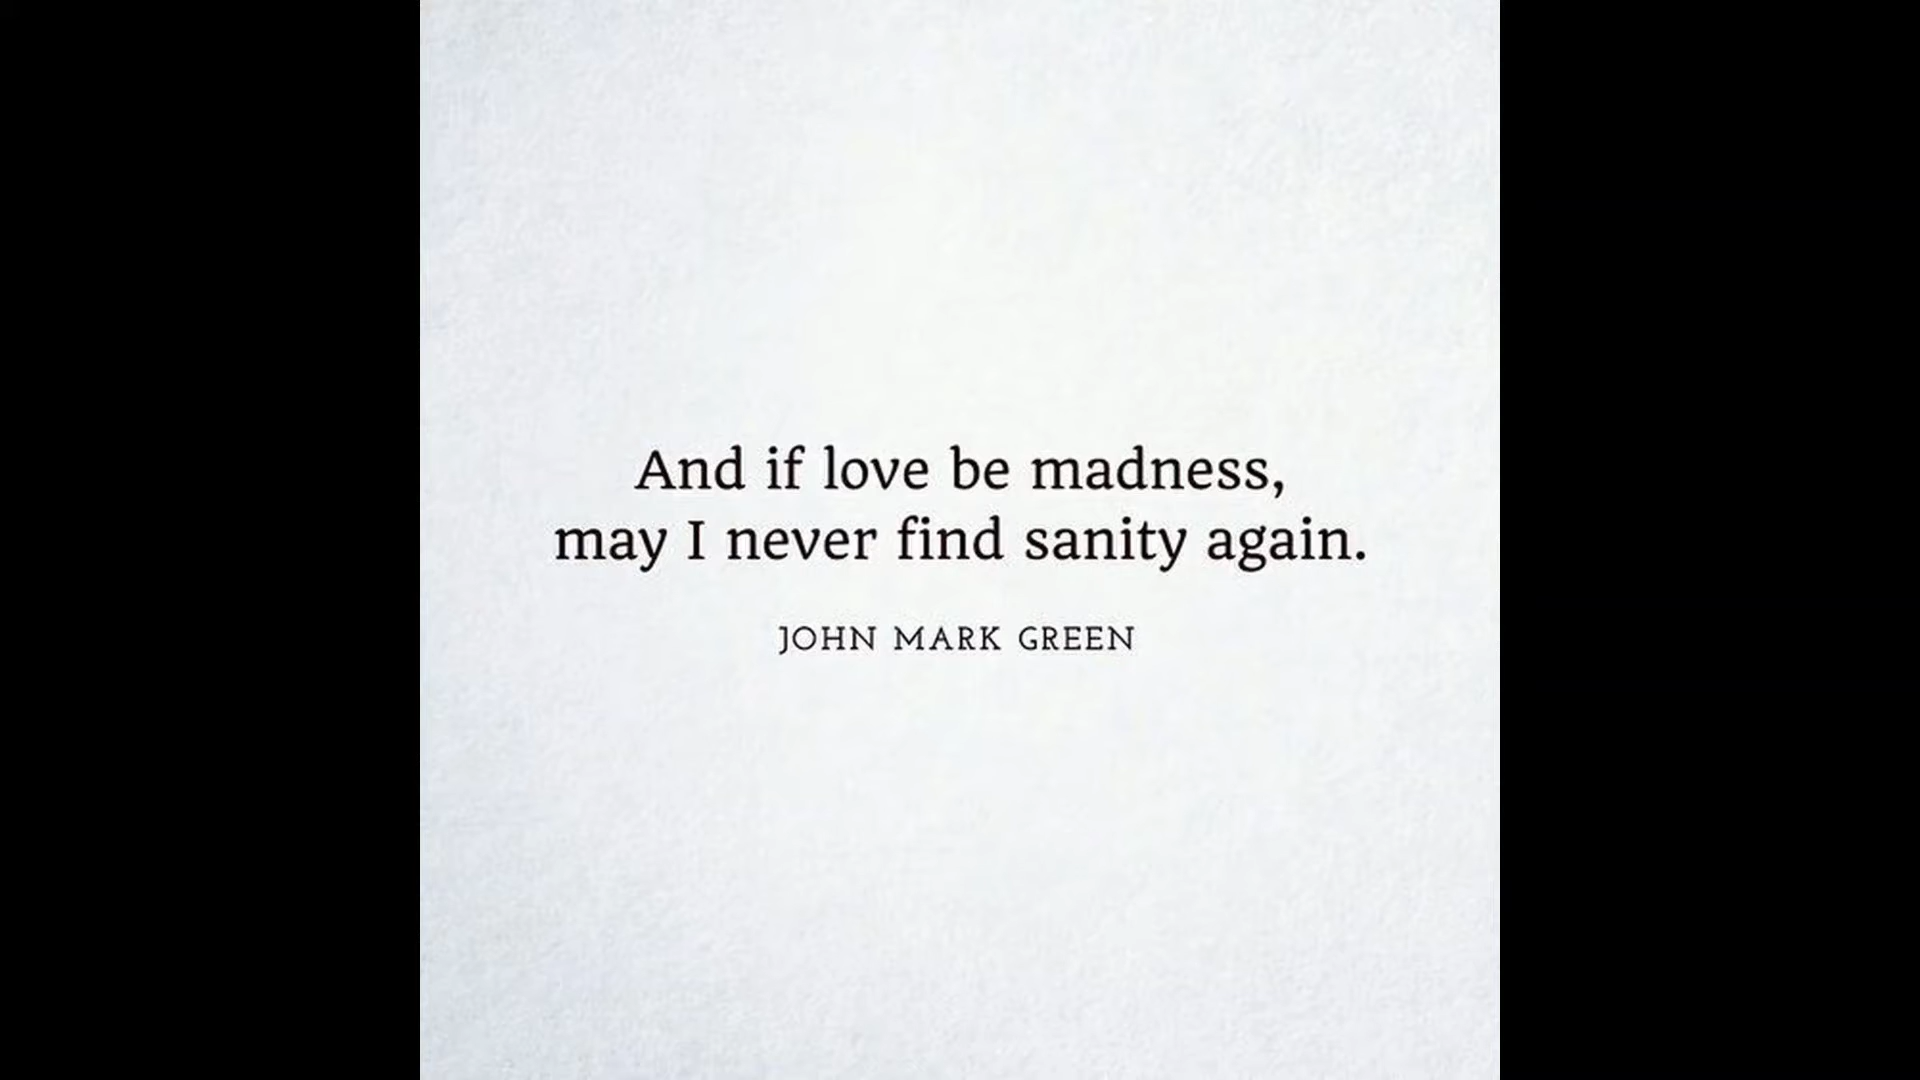 And if love be madness,
may I never find sanity again.
JOHN MARK GREEN